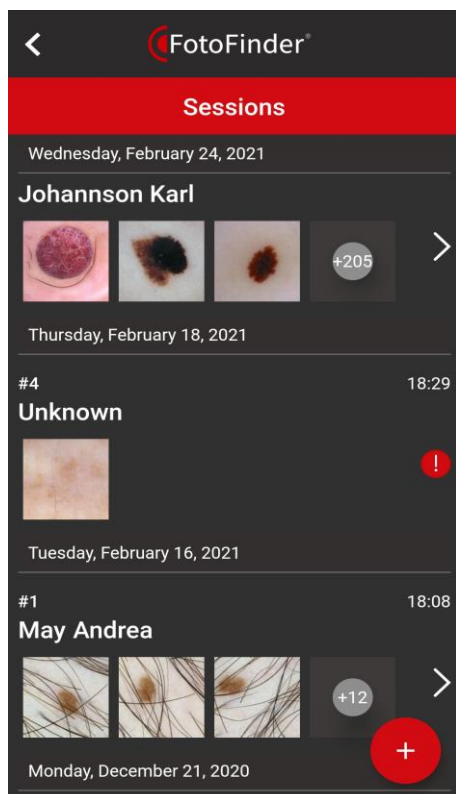 FotoFinder®
Sessions
Wednesday, February 24, 2021
Johannson Karl
+205
Thursday, February 18, 2021
#4 18:29
Unknown
!
Tuesday, February 16, 2021
#1 18:08
May Andrea
+12
+
Monday, December 21, 2020